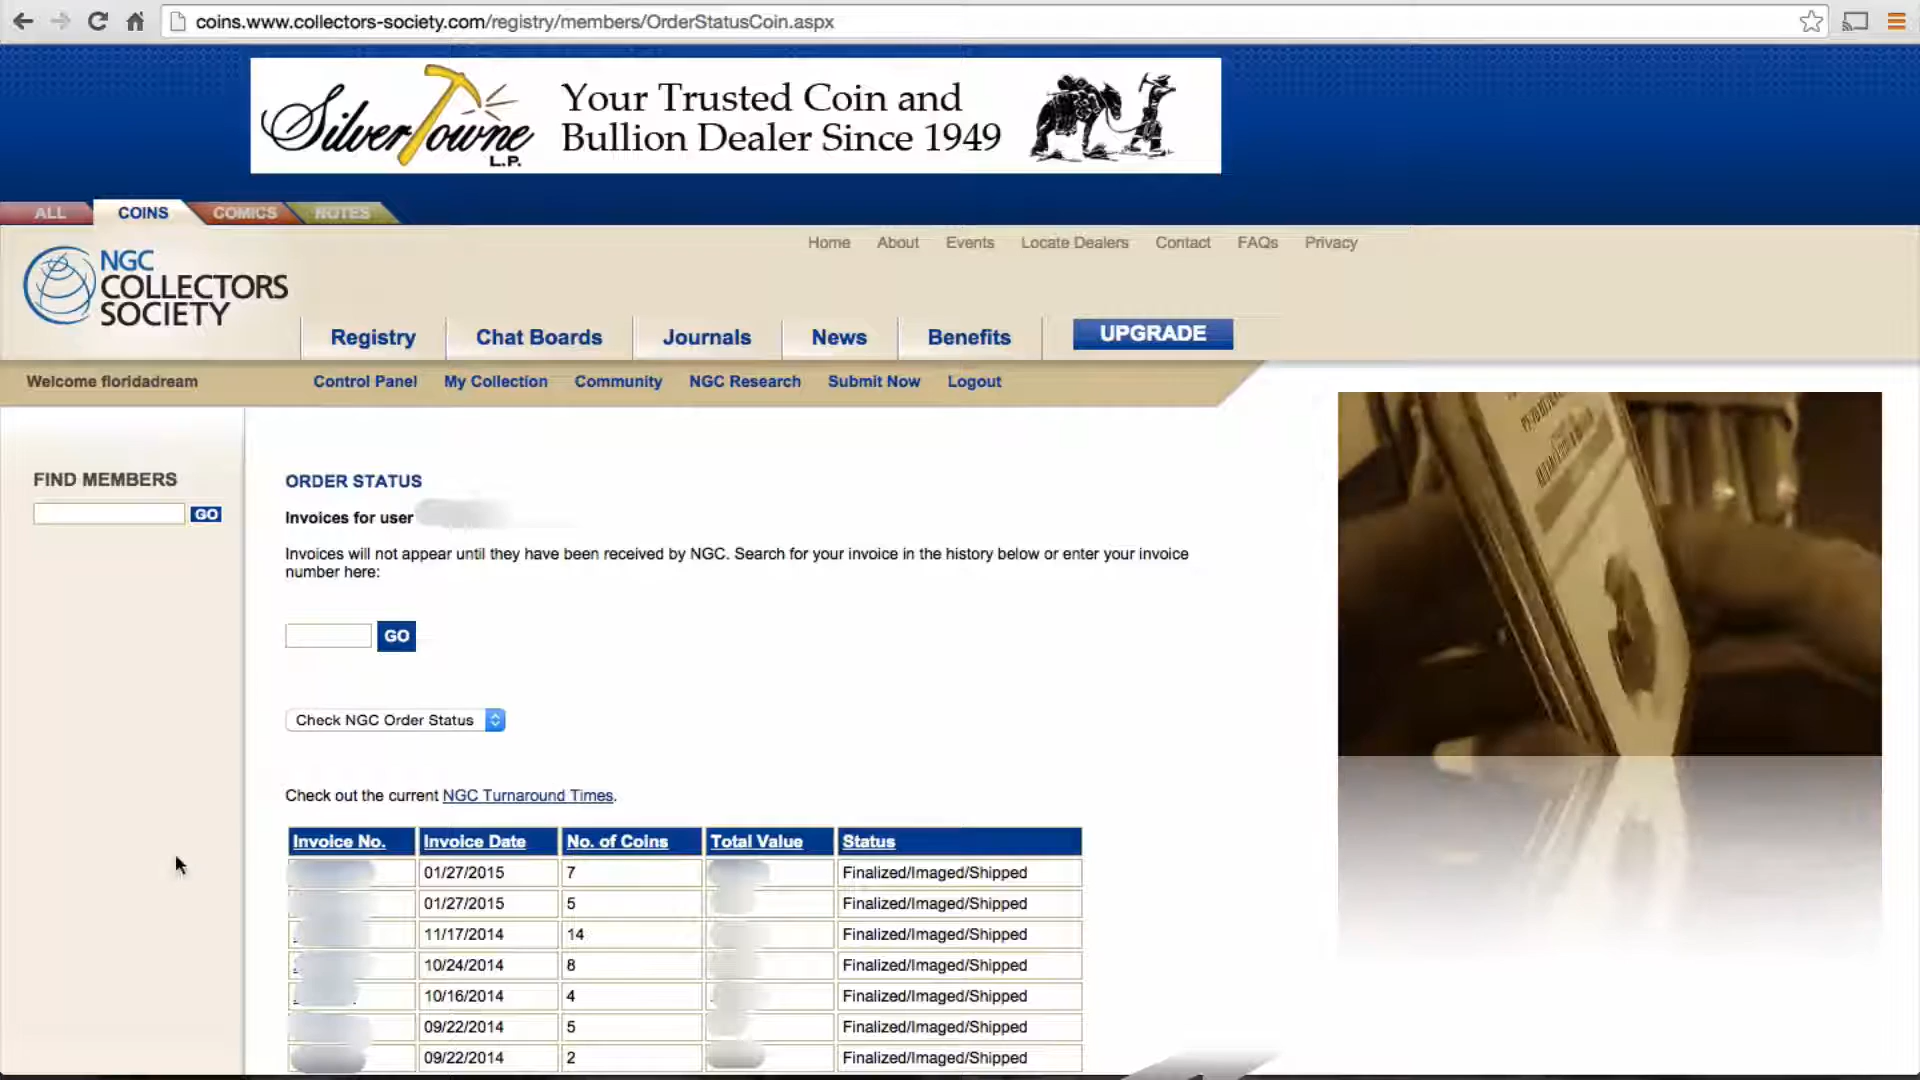 coins.www.collectors-society.com/registry/members/OrderStatusCoin.aspx
SilverTowne L.P.
Your Trusted Coin and
Bullion Dealer Since 1949
ALL COINS COMICS NOTES
Home About Events Locate Dealers Contact FAQs Privacy
NGC
COLLECTORS
SOCIETY
Registry Chat Boards Journals News Benefits UPGRADE
Welcome floridadream Control Panel My Collection Community NGC Research Submit Now Logout
FIND MEMBERS
GO
ORDER STATUS
Invoices for user
Invoices will not appear until they have been received by NGC. Search for your invoice in the history below or enter your invoice
number here:
GO
Check NGC Order Status
Check out the current NGC Turnaround Times.
Invoice No. Invoice Date No. of Coins Total Value Status
01/27/2015 7 Finalized/Imaged/Shipped
01/27/2015 5 Finalized/Imaged/Shipped
11/17/2014 14 Finalized/Imaged/Shipped
10/24/2014 8 Finalized/Imaged/Shipped
10/16/2014 4 Finalized/Imaged/Shipped
09/22/2014 5 Finalized/Imaged/Shipped
09/22/2014 2 Finalized/Imaged/Shipped